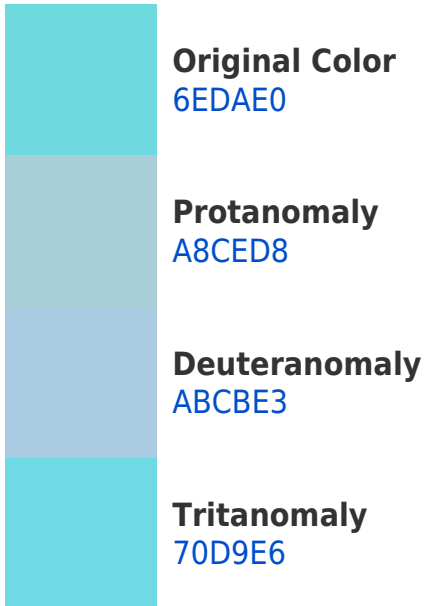 Original Color
6EDAE0
Protanomaly
A8CED8
Deuteranomaly
ABCBE3
Tritanomaly
70D9E6